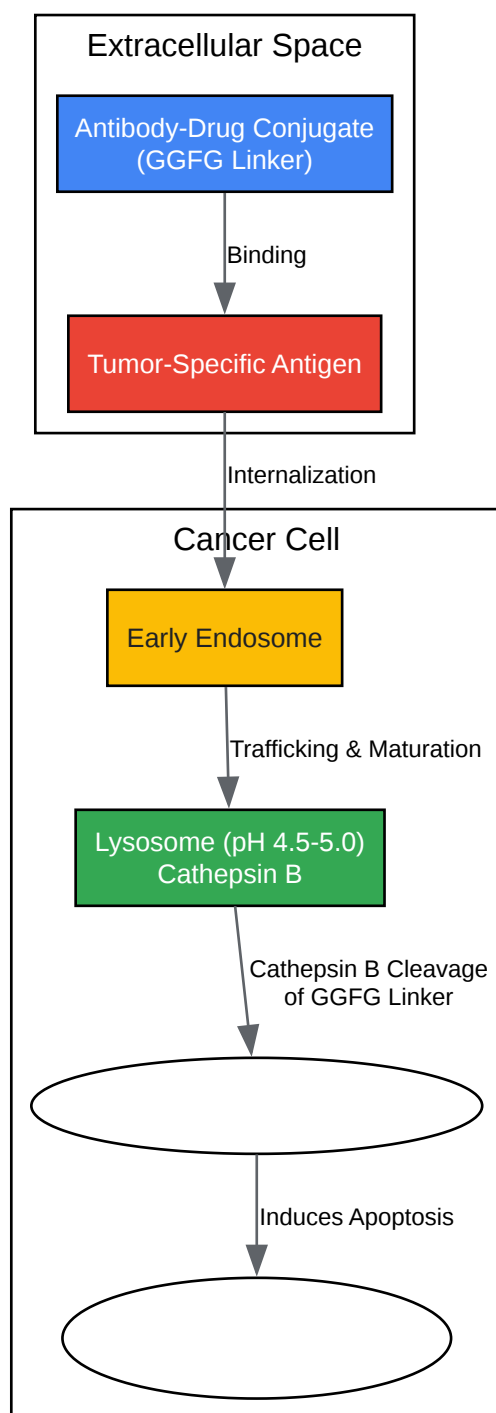 Extracellular Space
Antibody-Drug Conjugate
(GGFG Linker)
Binding
Tumor-Specific Antigen
Internalization
Cancer Cell
Early Endosome
Trafficking & Maturation
Lysosome (pH 4.5-5.0)
Cathepsin B
Cathepsin B Cleavage
of GGFG Linker
Induces Apoptosis